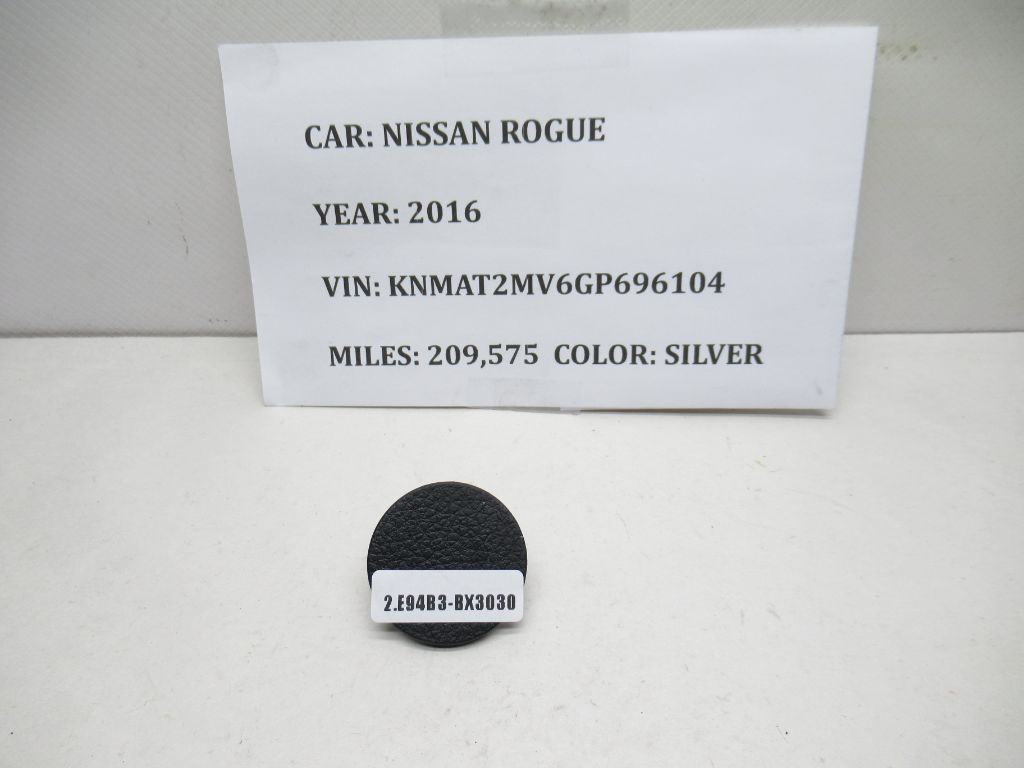 CAR: NISSAN ROGUE
YEAR: 2016
VIN: KNMAT2MV6GP696104
MILES: 209,575 COLOR: SILVER
2.E94B3-BX3030